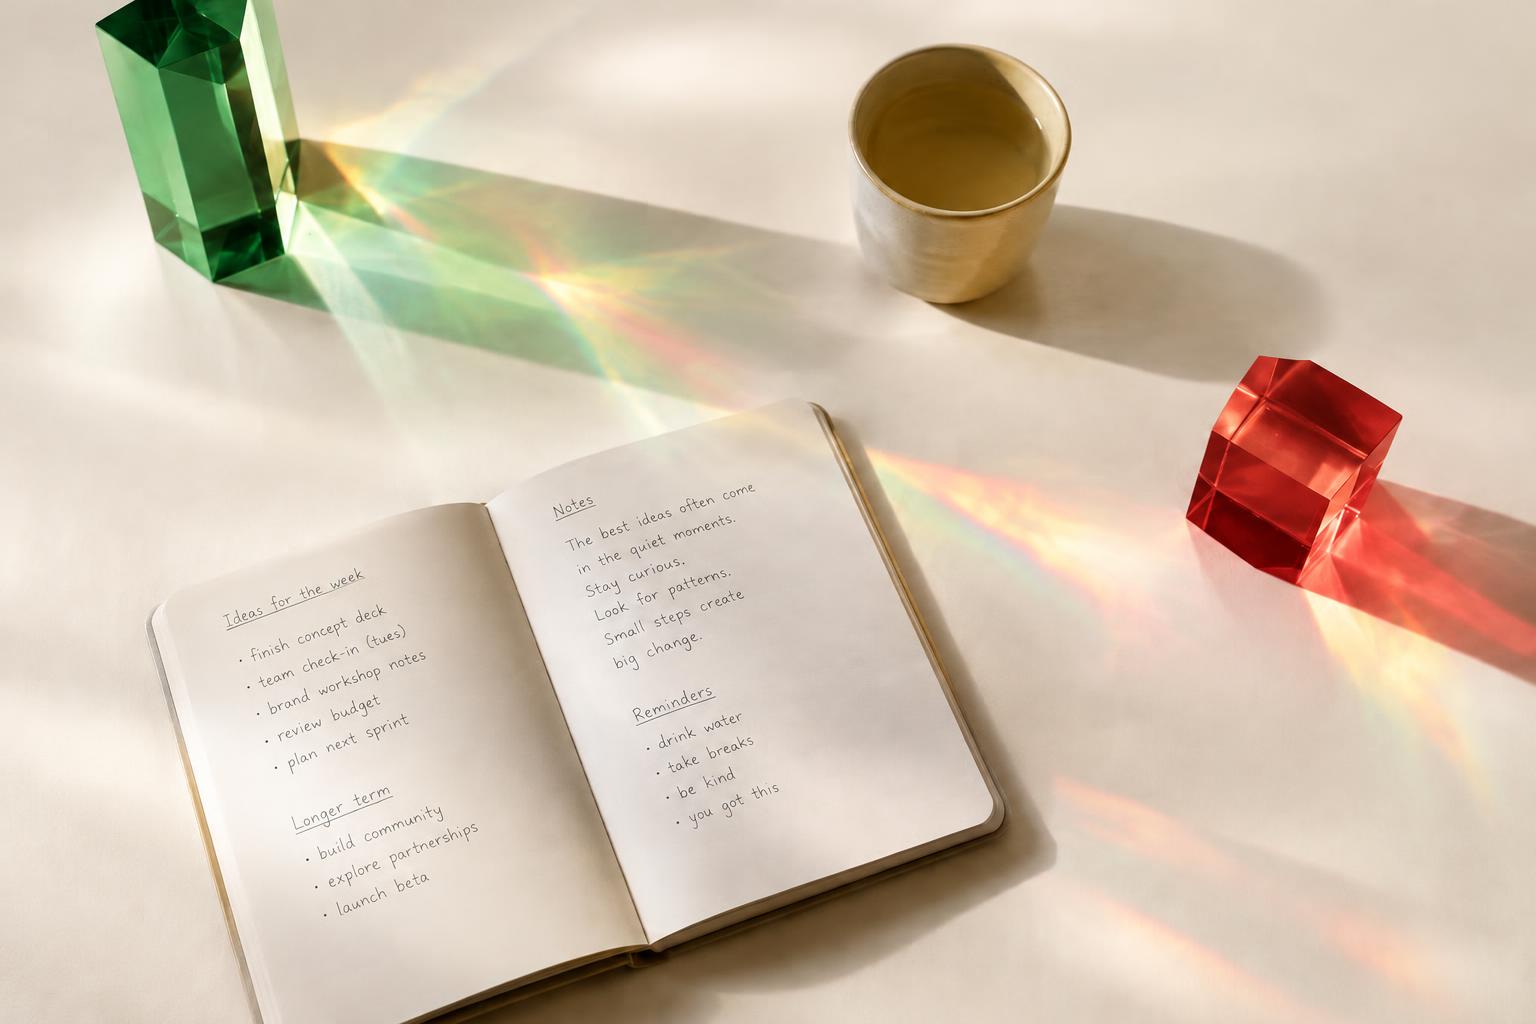 Ideas for the week
• finish concept deck
• team check-in (tues)
• brand workshop notes
• review budget
• plan next sprint
Longer term
• build community
• explore partnerships
• launch beta
Notes
The best ideas often come
in the quiet moments.
Stay curious.
Look for patterns.
Small steps create
big change.
Reminders
• drink water
• take breaks
• be kind
• you got this